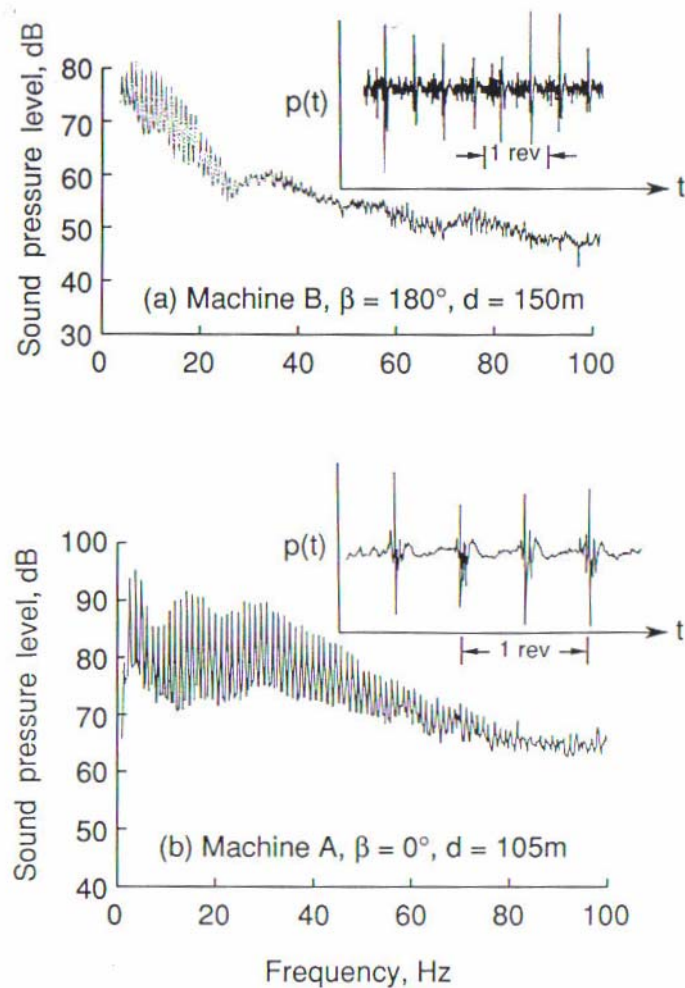 Sound pressure level, dB
80
70
60
50
40
30
p(t)
1 rev
t
(a) Machine B, β = 180°, d = 150m
0
20
40
60
80
100
Sound pressure level, dB
100
90
80
70
60
50
40
p(t)
1 rev
t
(b) Machine A, β = 0°, d = 105m
0
20
40
60
80
100
Frequency, Hz